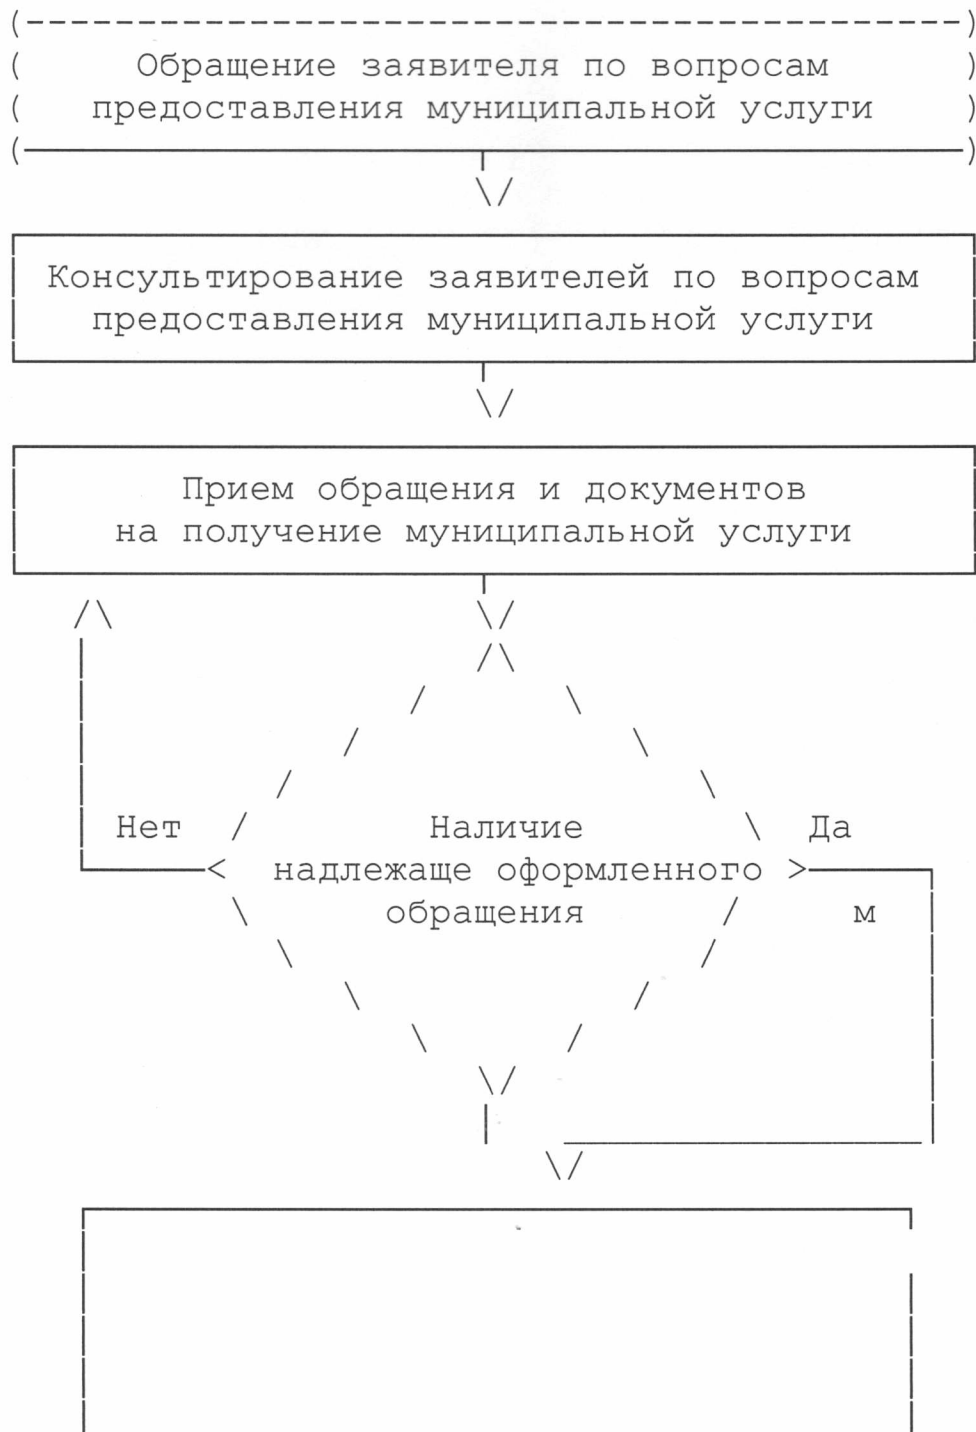 Обращение заявителя по вопросам
предоставления муниципальной услуги
Консультирование заявителей по вопросам
предоставления муниципальной услуги
Прием обращения и документов
на получение муниципальной услуги
Нет
Наличие
Да
надлежаще оформленного
обращения
м